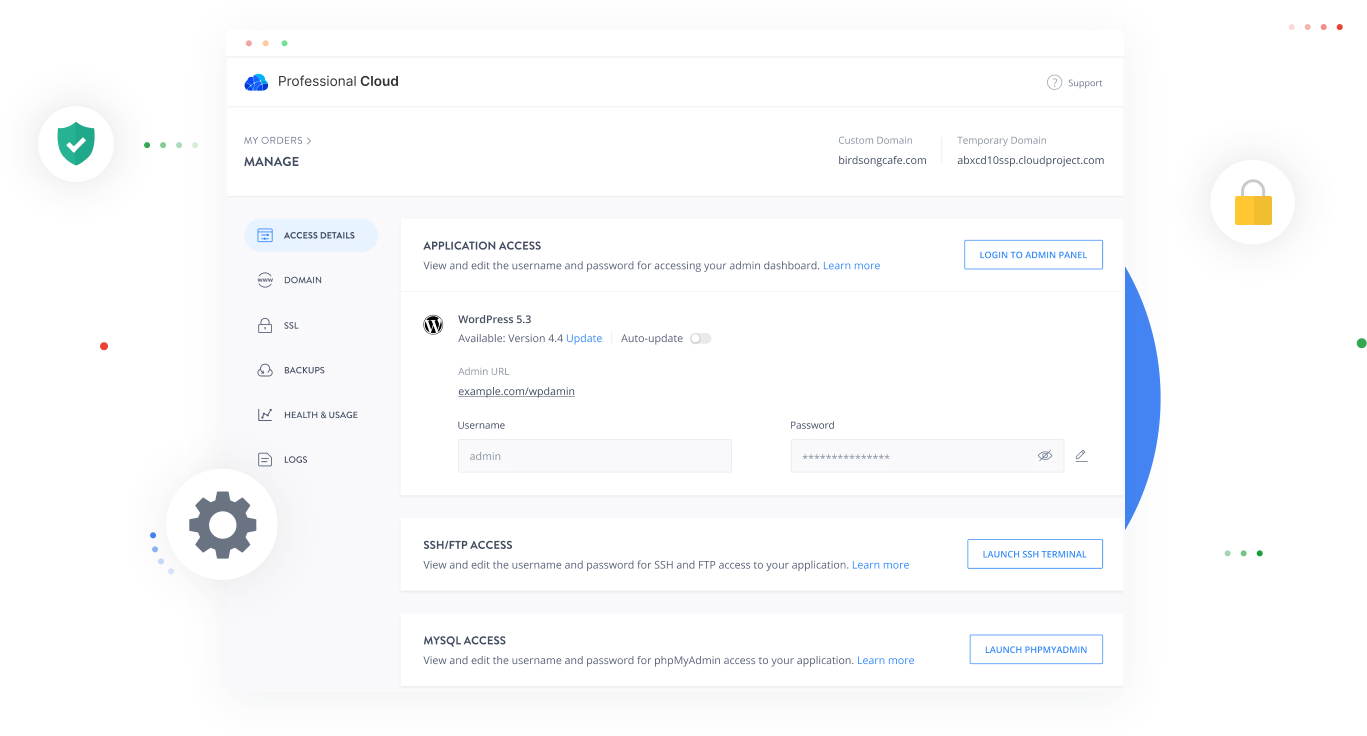 Professional Cloud
? Support
MY ORDERS >
MANAGE
Custom Domain
birdsongcafe.com
Temporary Domain
abxcd10ssp.cloudproject.com
ACCESS DETAILS
WWW DOMAIN
SSL
BACKUPS
HEALTH & USAGE
LOGS
APPLICATION ACCESS
View and edit the username and password for accessing your admin dashboard. Learn more
LOGIN TO ADMIN PANEL
WordPress 5.3
Available: Version 4.4 Update
Auto-update
Admin URL
example.com/wpdamin
Username
admin
Password
***************
SSH/FTP ACCESS
View and edit the username and password for SSH and FTP access to your application. Learn more
LAUNCH SSH TERMINAL
MYSQL ACCESS
View and edit the username and password for phpMyAdmin access to your application. Learn more
LAUNCH PHPMYADMIN